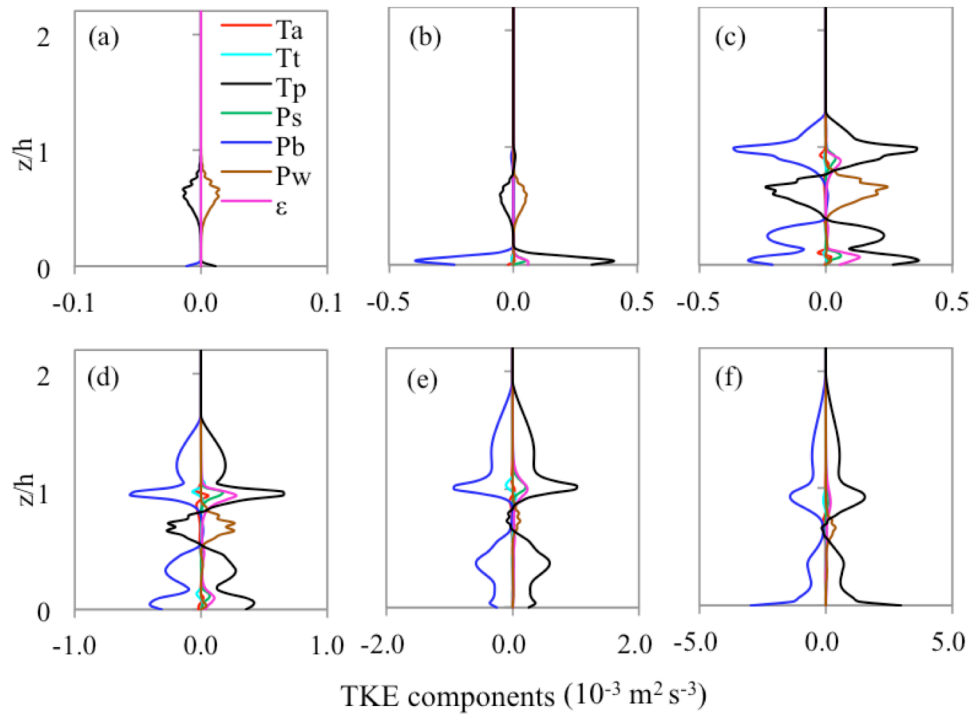 (a) (b) (c)
Ta
Tt
Tp
Ps
Pb
Pw
ε
z/h
2
1
0
-0.1 0.0 0.1 -0.5 0.0 0.5 -0.5 0.0 0.5
(d) (e) (f)
z/h
2
1
0
-1.0 0.0 1.0 -2.0 0.0 2.0 -5.0 0.0 5.0
TKE components (10⁻³ m² s⁻³)